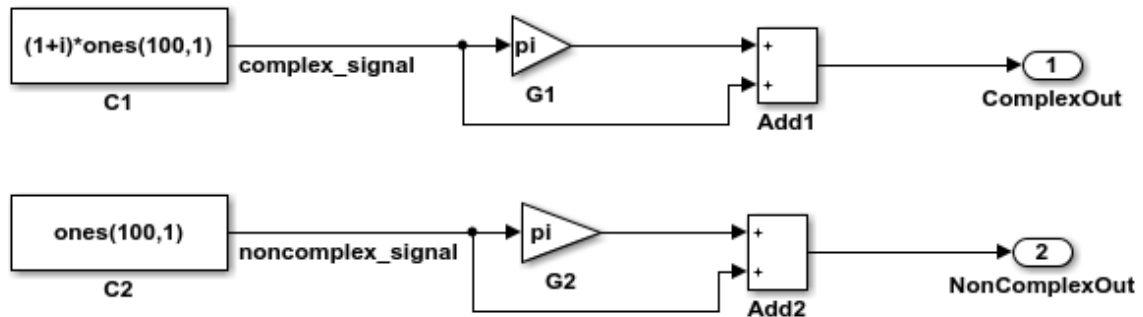 (1+i)*ones(100,1)
complex_signal
C1
pi
G1
+
+
Add1
1
ComplexOut
ones(100,1)
noncomplex_signal
C2
pi
G2
+
+
Add2
2
NonComplexOut